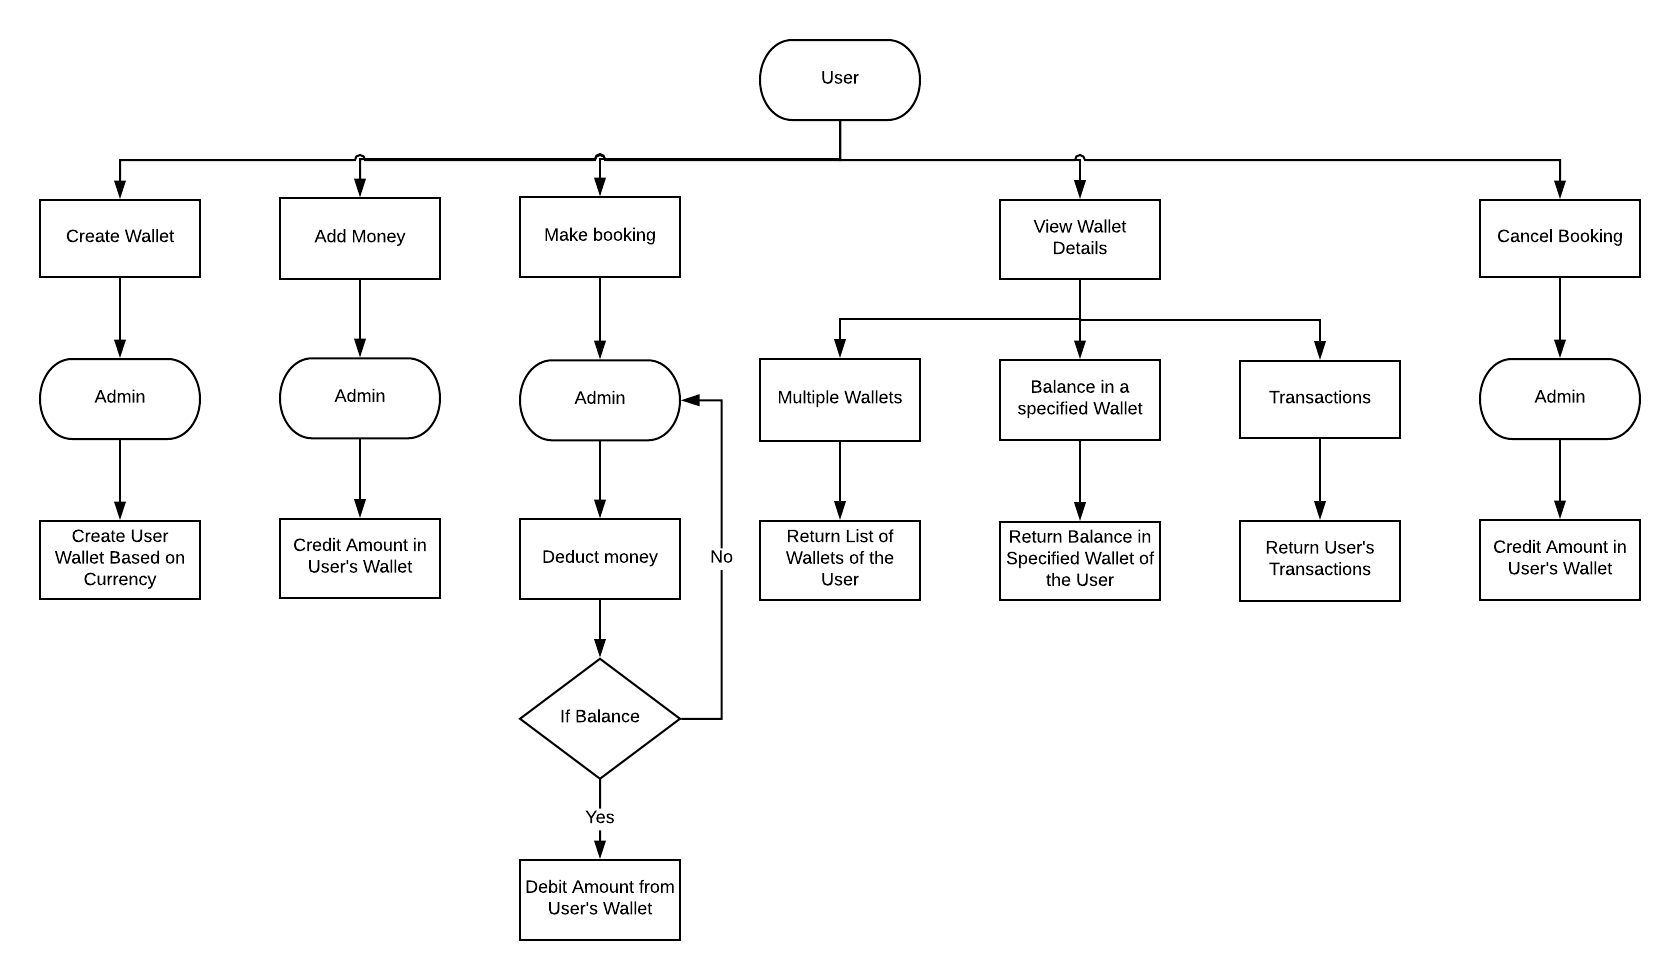 User
Create Wallet
Add Money
Make booking
View Wallet
Details
Cancel Booking
Admin
Admin
Admin
Multiple Wallets
Balance in a
specified Wallet
Transactions
Admin
Create User
Wallet Based on
Currency
Credit Amount in
User's Wallet
Deduct money
No
Return List of
Wallets of the
User
Return Balance in
Specified Wallet of
the User
Return User's
Transactions
Credit Amount in
User's Wallet
If Balance
Yes
Debit Amount from
User's Wallet